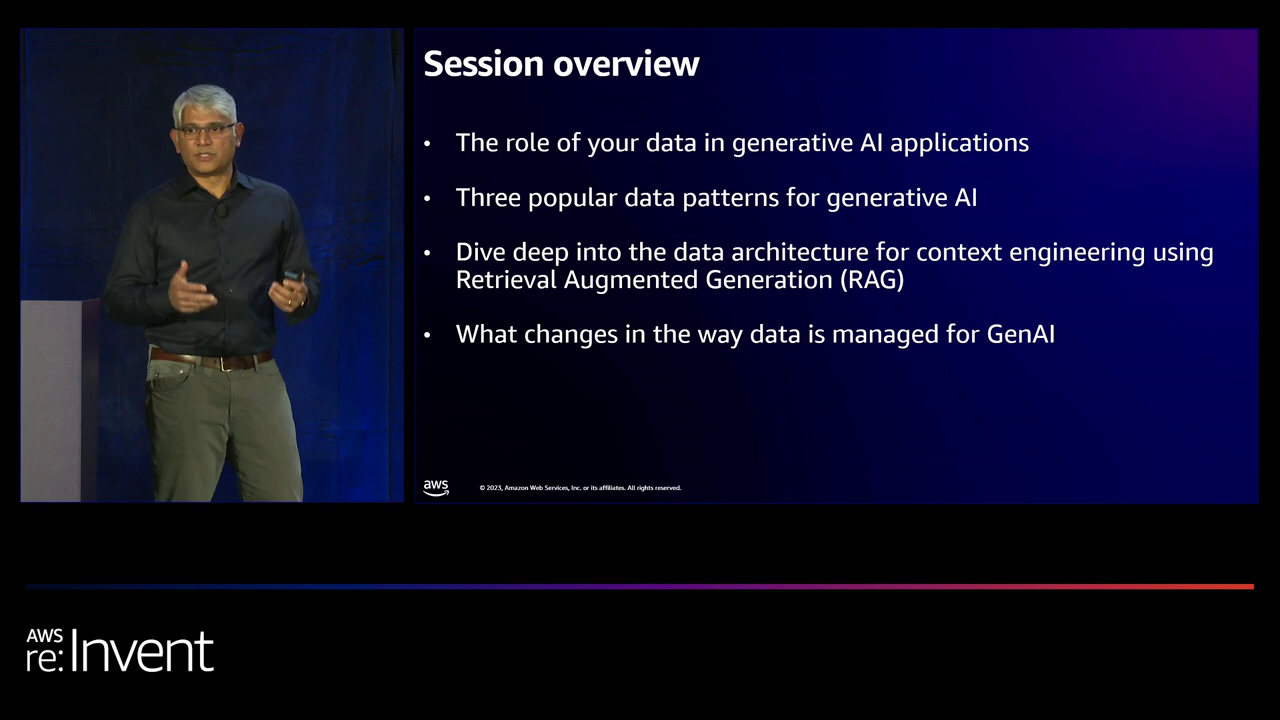 Session overview
• The role of your data in generative AI applications
• Three popular data patterns for generative AI
• Dive deep into the data architecture for context engineering using
Retrieval Augmented Generation (RAG)
• What changes in the way data is managed for GenAI
aws
© 2023, Amazon Web Services, Inc. or its affiliates. All rights reserved.
AWS
re:Invent